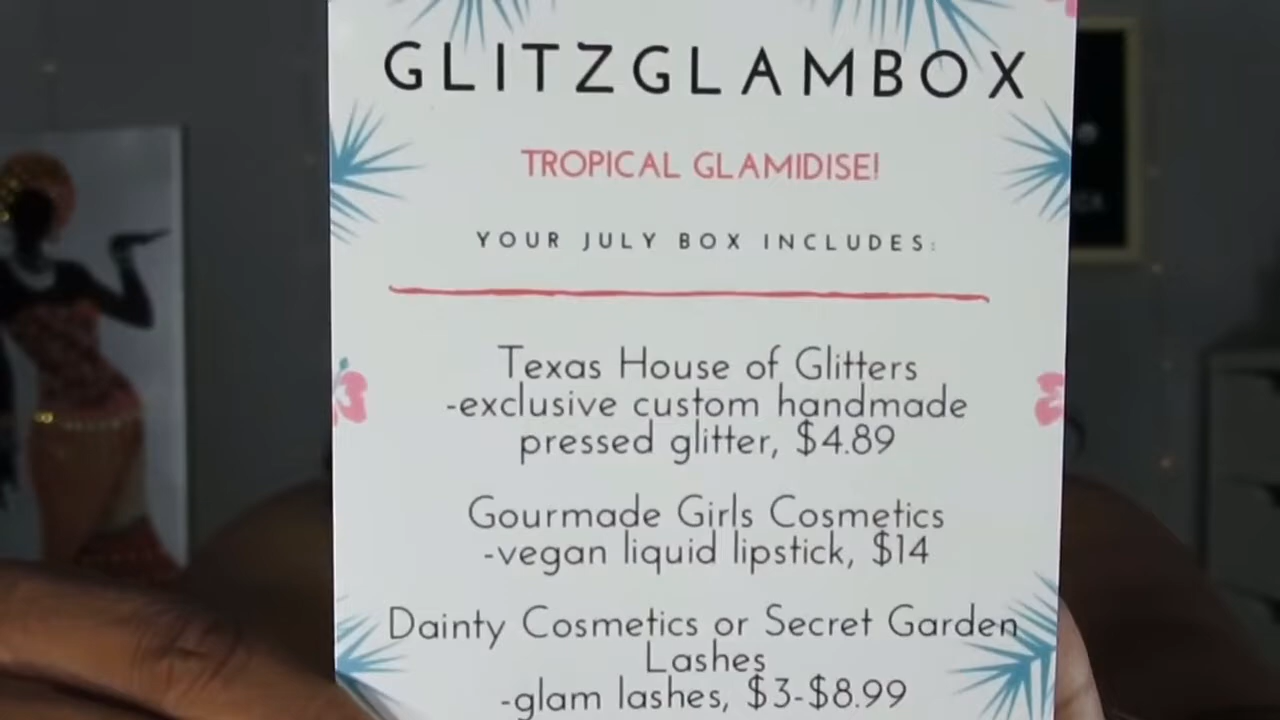 GLITZGLAMBOX
TROPICAL GLAMIDISE!
YOUR JULY BOX INCLUDES:
Texas House of Glitters
-exclusive custom handmade
pressed glitter, $4.89
Gourmade Girls Cosmetics
-vegan liquid lipstick, $14
Dainty Cosmetics or Secret Garden
Lashes
-glam lashes, $3-$8.99